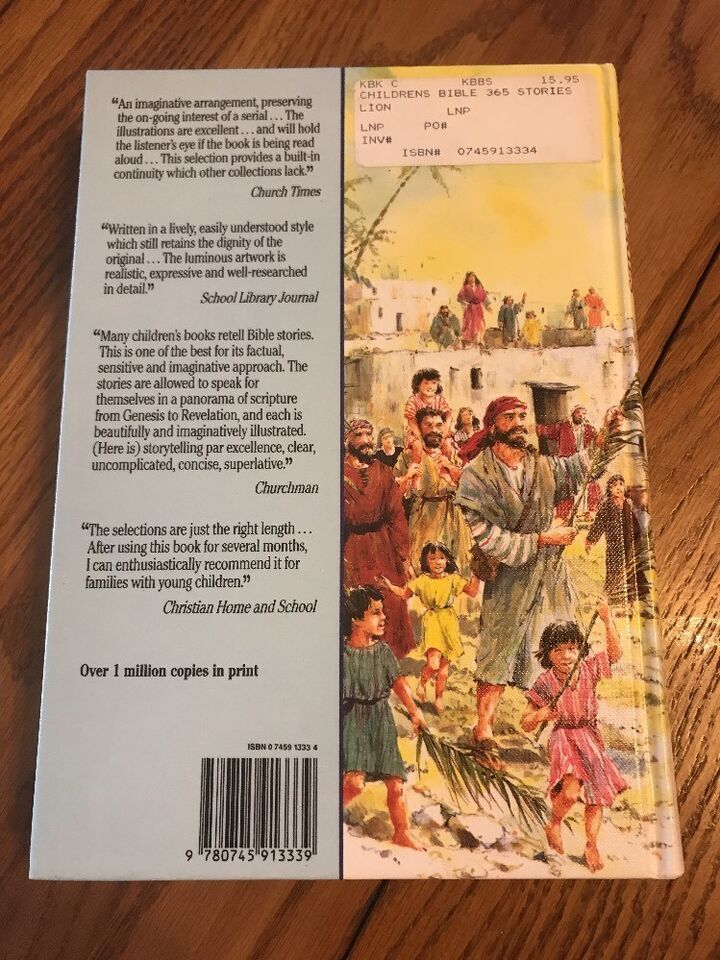 “An imaginative arrangement, preserving
the on-going interest of a serial... The
illustrations are excellent... and will hold
the listener's eye if the book is being read
aloud... This selection provides a built-in
continuity which other collections lack.”
Church Times
“Written in a lively, easily understood style
which still retains the dignity of the
original... The luminous artwork is
realistic, expressive and well-researched
in detail.”
School Library Journal
“Many children's books retell Bible stories.
This is one of the best for its factual,
sensitive and imaginative approach. The
stories are allowed to speak for
themselves in a panorama of scripture
from Genesis to Revelation, and each is
beautifully and imaginatively illustrated.
(Here is) storytelling par excellence, clear,
uncomplicated, concise, superlative.”
Churchman
“The selections are just the right length...
After using this book for several months,
I can enthusiastically recommend it for
families with young children.”
Christian Home and School
Over 1 million copies in print
ISBN 0 7459 1333 4
9 780745 913339
KBK C KBBS 15.95
CHILDRENS BIBLE 365 STORIES
LION LNP
LNP PO#
INV#
ISBN# 0745913334